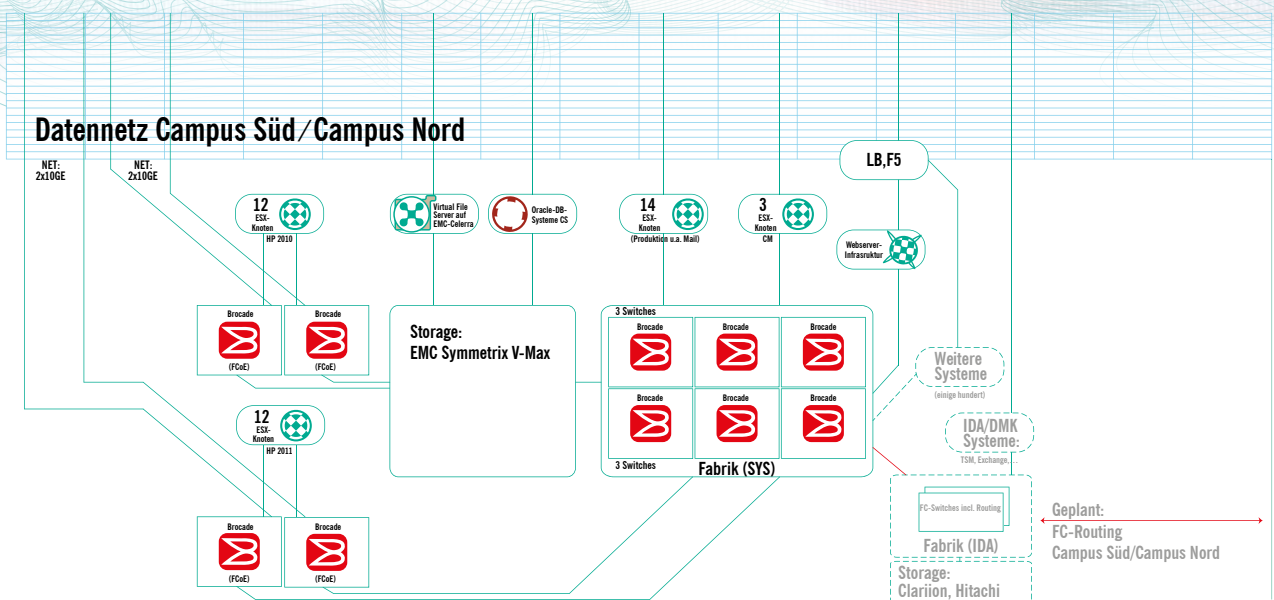 Datennetz Campus Süd/Campus Nord
NET:
2x10GE
NET:
2x10GE
LB,F5
12
ESX-
Knoten
HP 2010
Virtual File
Server auf
EMC-Celerra
Oracle-DB-
Systeme CS
14
ESX-
Knoten
(Produktion u.a. Mail)
3
ESX-
Knoten
CM
Webserver-
Infrasruktur
Brocade
(FCoE)
Brocade
(FCoE)
Storage:
EMC Symmetrix V-Max
3 Switches
Brocade
Brocade
Brocade
Brocade
Brocade
Brocade
3 Switches
Fabrik (SYS)
Weitere
Systeme
(einige hundert)
12
ESX-
Knoten
HP 2011
IDA/DMK
Systeme:
TSM, Exchange,...
Brocade
(FCoE)
Brocade
(FCoE)
FC-Switches incl. Routing
Fabrik (IDA)
Geplant:
FC-Routing
Campus Süd/Campus Nord
Storage:
Clariion, Hitachi